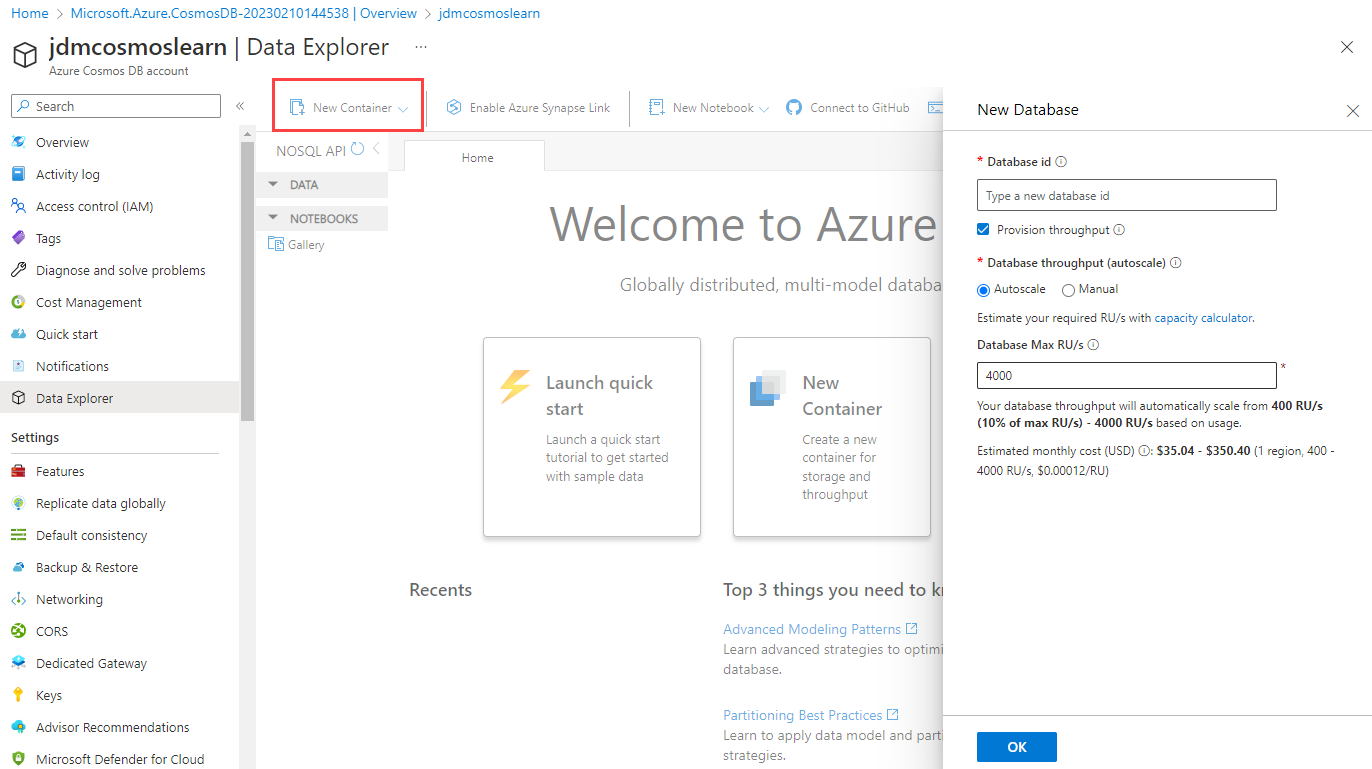 Home > Microsoft.Azure.CosmosDB-20230210144538 | Overview > jdmcosmoslearn
jdmcosmoslearn | Data Explorer ...
Azure Cosmos DB account
Search
«
Overview
Activity log
Access control (IAM)
Tags
Diagnose and solve problems
Cost Management
Quick start
Notifications
Data Explorer
Settings
Features
Replicate data globally
Default consistency
Backup & Restore
Networking
CORS
Dedicated Gateway
Keys
Advisor Recommendations
Microsoft Defender for Cloud
New Container
Enable Azure Synapse Link
New Notebook
Connect to GitHub
NOSQL API
DATA
NOTEBOOKS
Gallery
Home
Welcome to Azure
Globally distributed, multi-model databa
Launch quick
start
Launch a quick start
tutorial to get started
with sample data
New
Container
Create a new
container for
storage and
throughput
Recents
Top 3 things you need to kn
Advanced Modeling Patterns
Learn advanced strategies to optimi
database.
Partitioning Best Practices
Learn to apply data model and parti
strategies.
New Database
* Database id
Type a new database id
Provision throughput
* Database throughput (autoscale)
Autoscale
Manual
Estimate your required RU/s with capacity calculator.
Database Max RU/s
4000
*
Your database throughput will automatically scale from 400 RU/s
(10% of max RU/s) - 4000 RU/s based on usage.
Estimated monthly cost (USD) : $35.04 - $350.40 (1 region, 400 -
4000 RU/s, $0.00012/RU)
OK